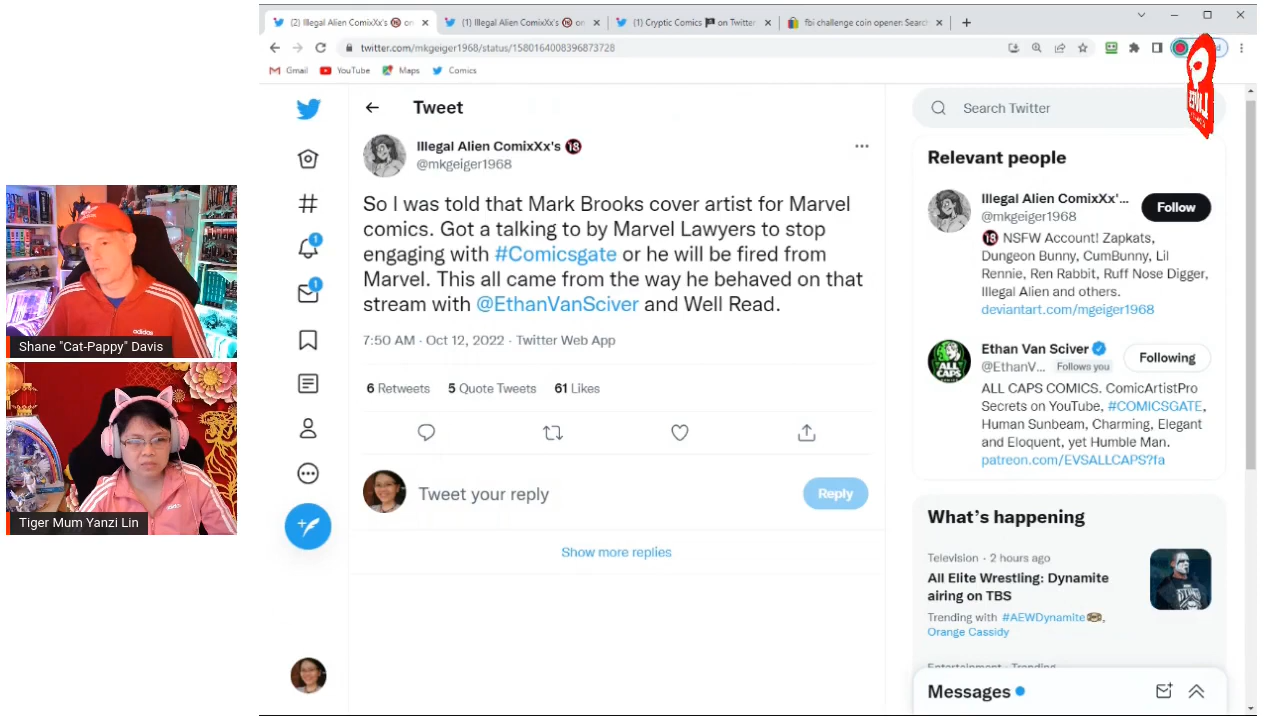 (2) Illegal Alien ComixXx's 🔞 on
(1) Illegal Alien ComixXx's 🔞 on
(1) Cryptic Comics 🏴 on Twitter
fbi challenge coin opener: Search
twitter.com/mkgeiger1968/status/1580164008396873728
Gmail
YouTube
Maps
Comics
Tweet
Illegal Alien ComixXx's 🔞
@mkgeiger1968
So I was told that Mark Brooks cover artist for Marvel
comics. Got a talking to by Marvel Lawyers to stop
engaging with #Comicsgate or he will be fired from
Marvel. This all came from the way he behaved on that
stream with @EthanVanSciver and Well Read.
7:50 AM · Oct 12, 2022 · Twitter Web App
6 Retweets 5 Quote Tweets 61 Likes
Tweet your reply
Reply
Show more replies
1
1
Search Twitter
Relevant people
Illegal Alien ComixXx'...
@mkgeiger1968
Follow
🔞 NSFW Account! Zapkats,
Dungeon Bunny, CumBunny, Lil
Rennie, Ren Rabbit, Ruff Nose Digger,
Illegal Alien and others.
deviantart.com/mgeiger1968
Ethan Van Sciver
@EthanV... Follows you
Following
ALL CAPS
ALL CAPS COMICS. ComicArtistPro
Secrets on YouTube, #COMICSGATE,
Human Sunbeam, Charming, Elegant
and Eloquent, yet Humble Man.
patreon.com/EVSALLCAPS?fa
What's happening
Television · 2 hours ago
All Elite Wrestling: Dynamite
airing on TBS
Trending with #AEWDynamite,
Orange Cassidy
Entertainment · Trending
Messages
adidas
Shane "Cat-Pappy" Davis
Tiger Mum Yanzi Lin